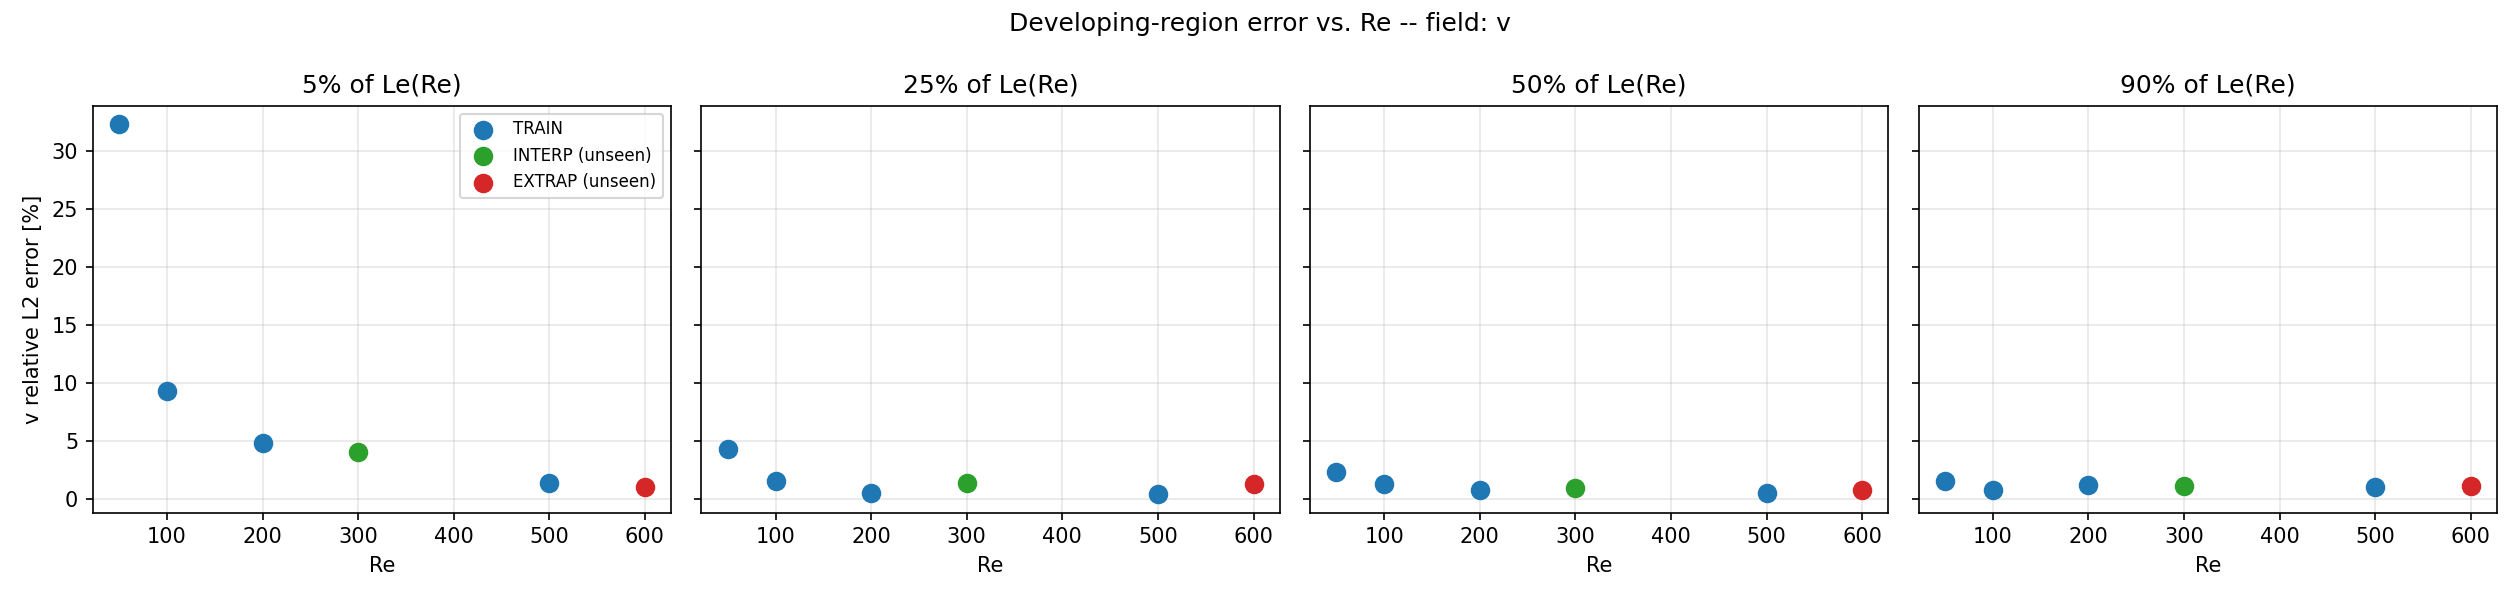 Developing-region error vs. Re -- field: v
5% of Le(Re)
25% of Le(Re)
50% of Le(Re)
90% of Le(Re)
v relative L2 error [%]
30
25
20
15
10
5
0
TRAIN
INTERP (unseen)
EXTRAP (unseen)
100 200 300 400 500 600
100 200 300 400 500 600
100 200 300 400 500 600
100 200 300 400 500 600
Re
Re
Re
Re